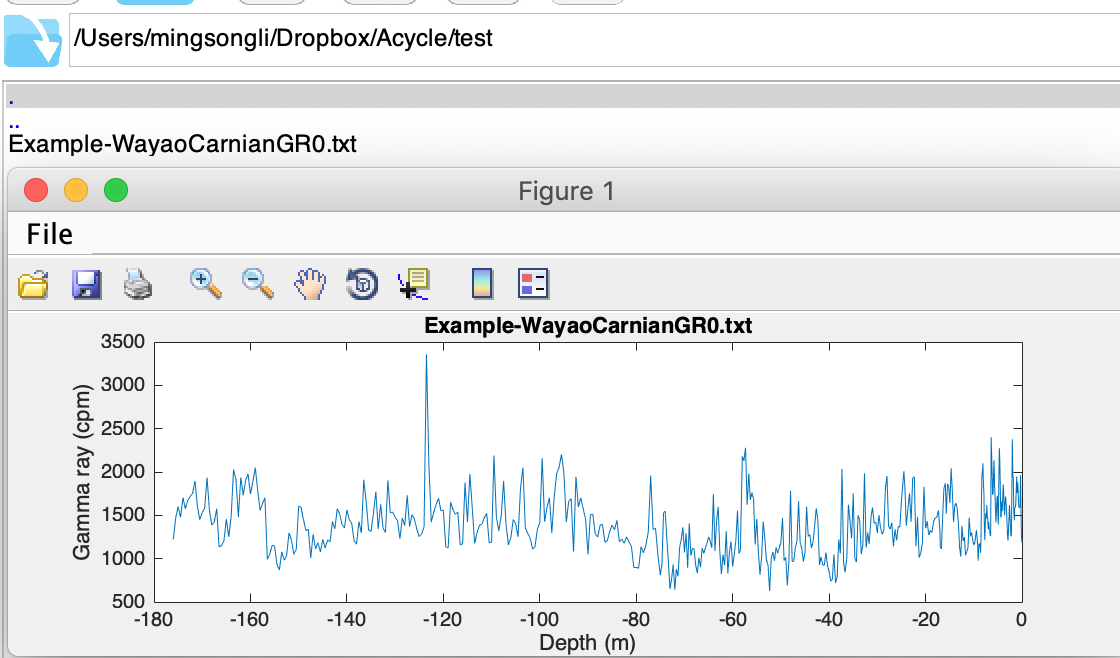 /Users/mingsongli/Dropbox/Acycle/test
.
..
Example-WayaoCarnianGR0.txt
Figure 1
File
Example-WayaoCarnianGR0.txt
Gamma ray (cpm)
3500
3000
2500
2000
1500
1000
500
-180 -160 -140 -120 -100 -80 -60 -40 -20 0
Depth (m)